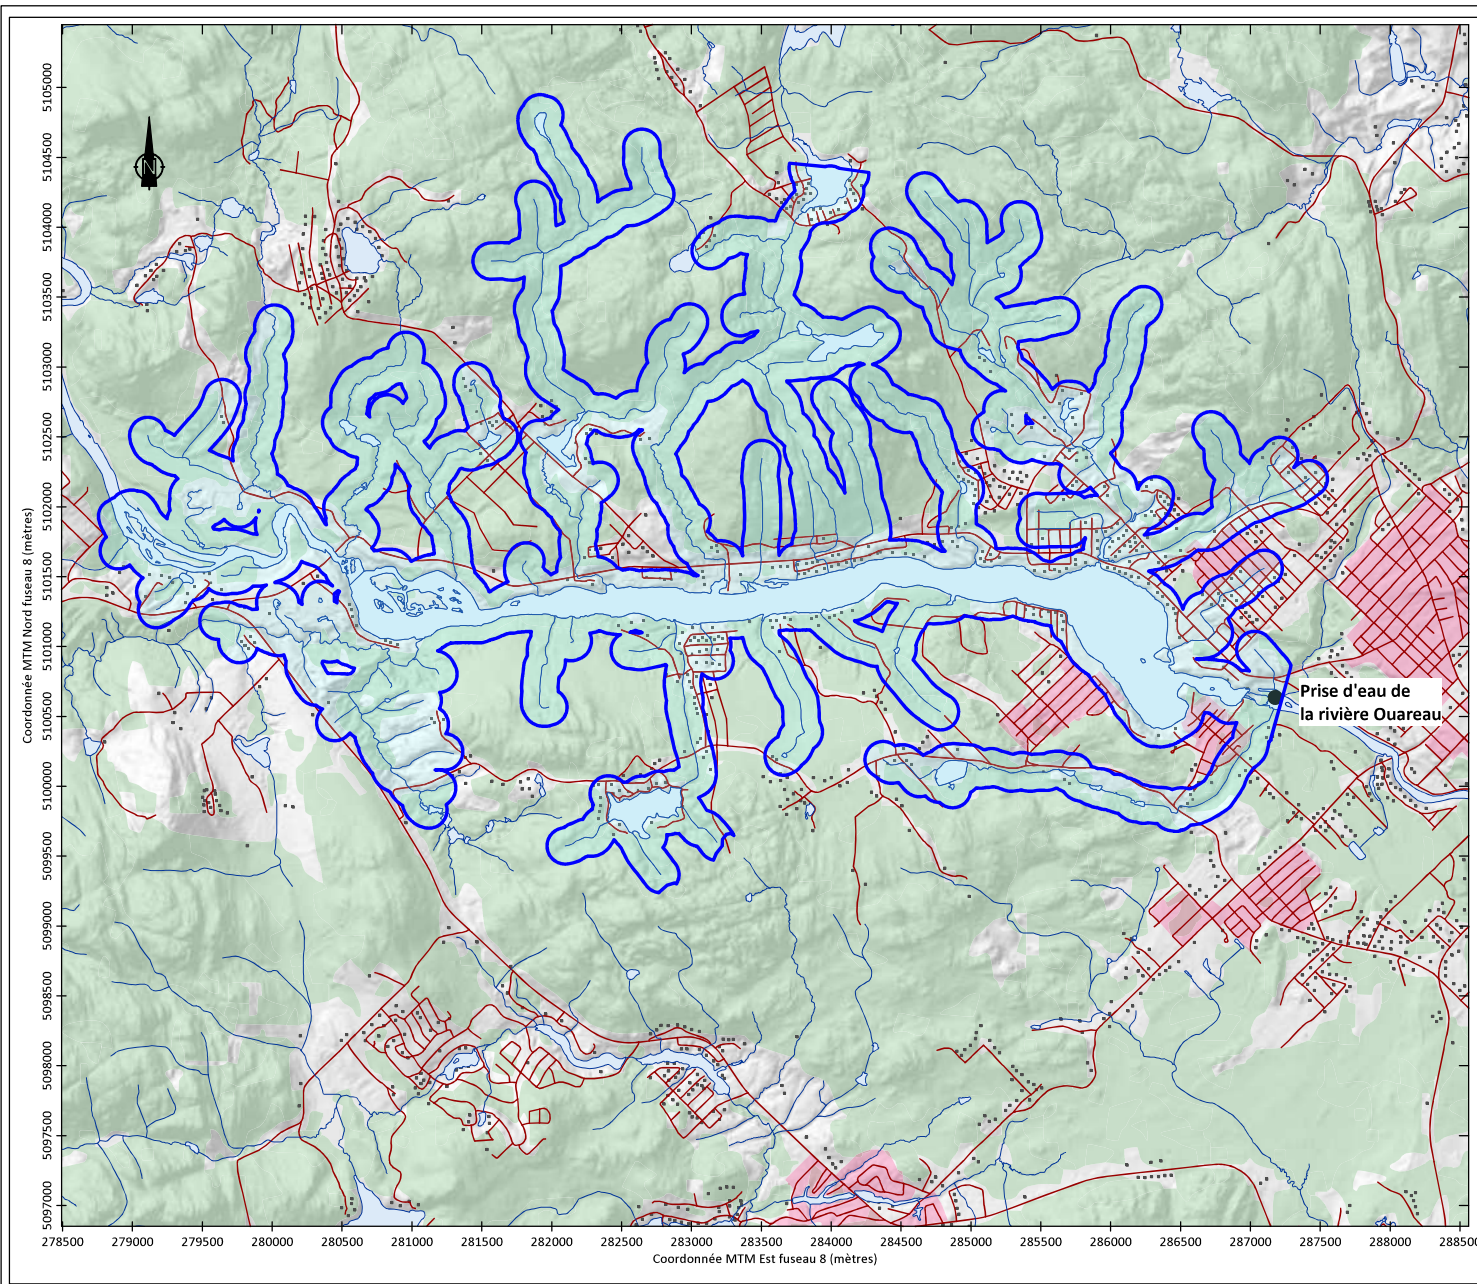 5105000
5104500
5104000
5103500
5103000
5102500
5102000
5101500
5101000
5100500
5100000
5099500
5099000
5098500
5098000
5097500
5097000
Coordonnée MTM Nord fuseau 8 (mètres)
N
Prise d'eau de
la rivière Ouareau
278500 279000 279500 280000 280500 281000 281500 282000 282500 283000 283500 284000 284500 285000 285500 286000 286500 287000 287500 288000 288500
Coordonnée MTM Est fuseau 8 (mètres)